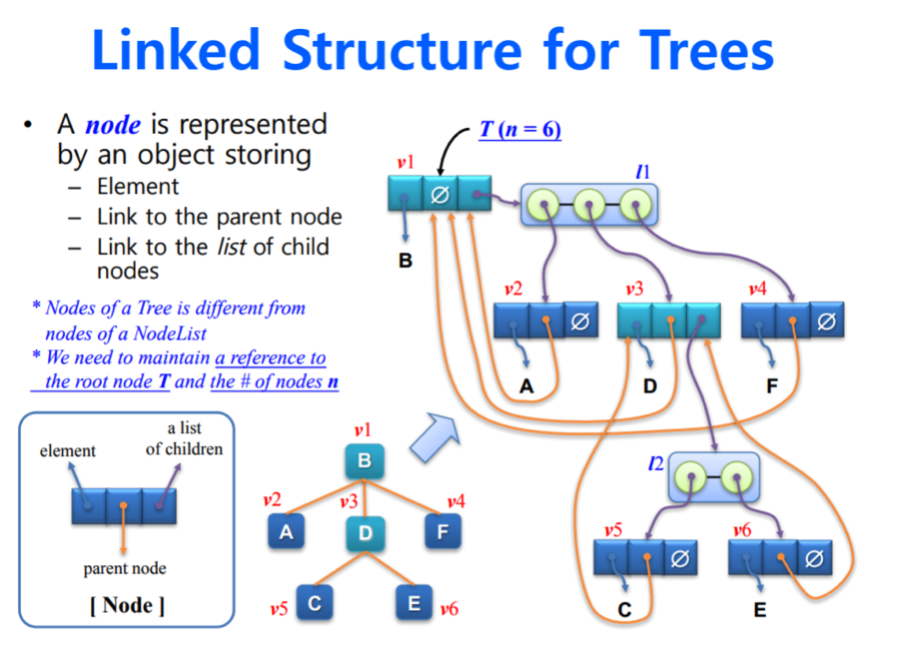 Linked Structure for Trees
• A node is represented
by an object storing
– Element
– Link to the parent node
– Link to the list of child
nodes
* Nodes of a Tree is different from
nodes of a NodeList
* We need to maintain a reference to
the root node T and the # of nodes n
element
a list
of children
parent node
[ Node ]
v1
B
v2
v3
v4
A
D
F
v5
C
E
v6
T (n = 6)
v1
∅
l1
B
v2
v3
v4
∅
∅
A
D
F
l2
v5
v6
∅
∅
C
E